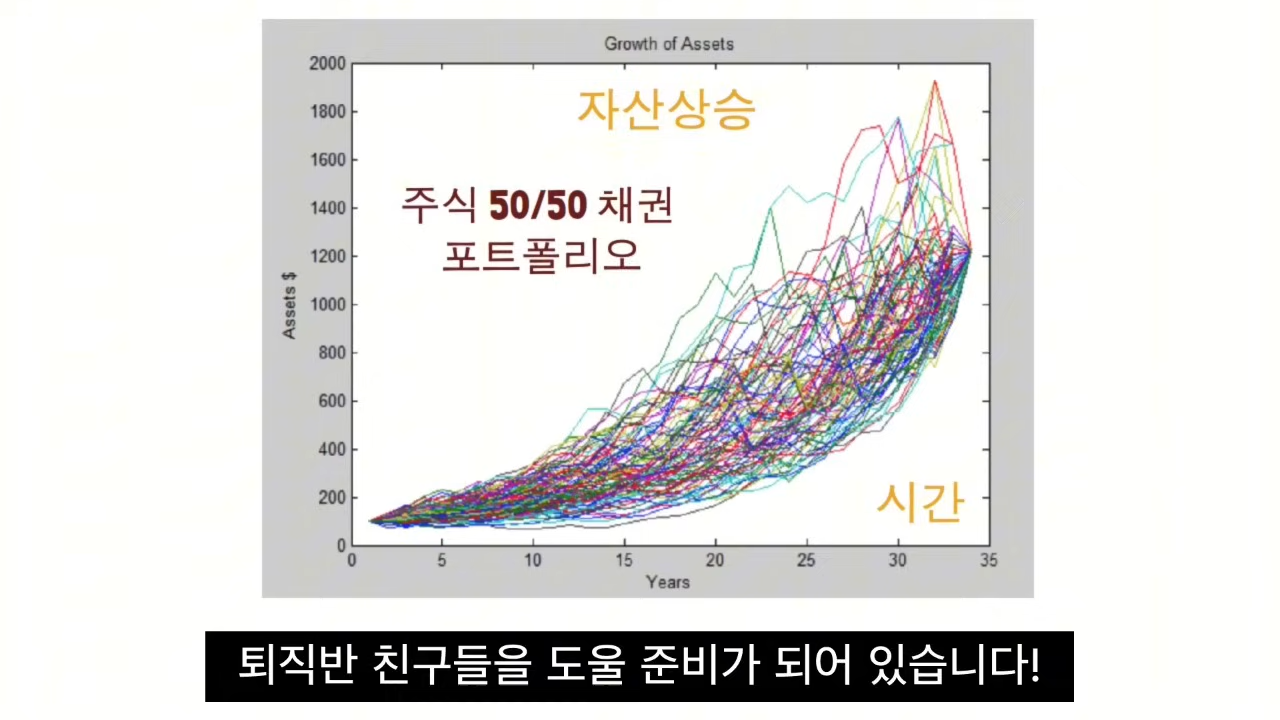 Growth of Assets
2000
1800
1600
1400
1200
1000
800
600
400
200
0
Assets $
자산상승
주식 50/50 채권
포트폴리오
시간
0 5 10 15 20 25 30 35
Years
퇴직반 친구들을 도울 준비가 되어 있습니다!